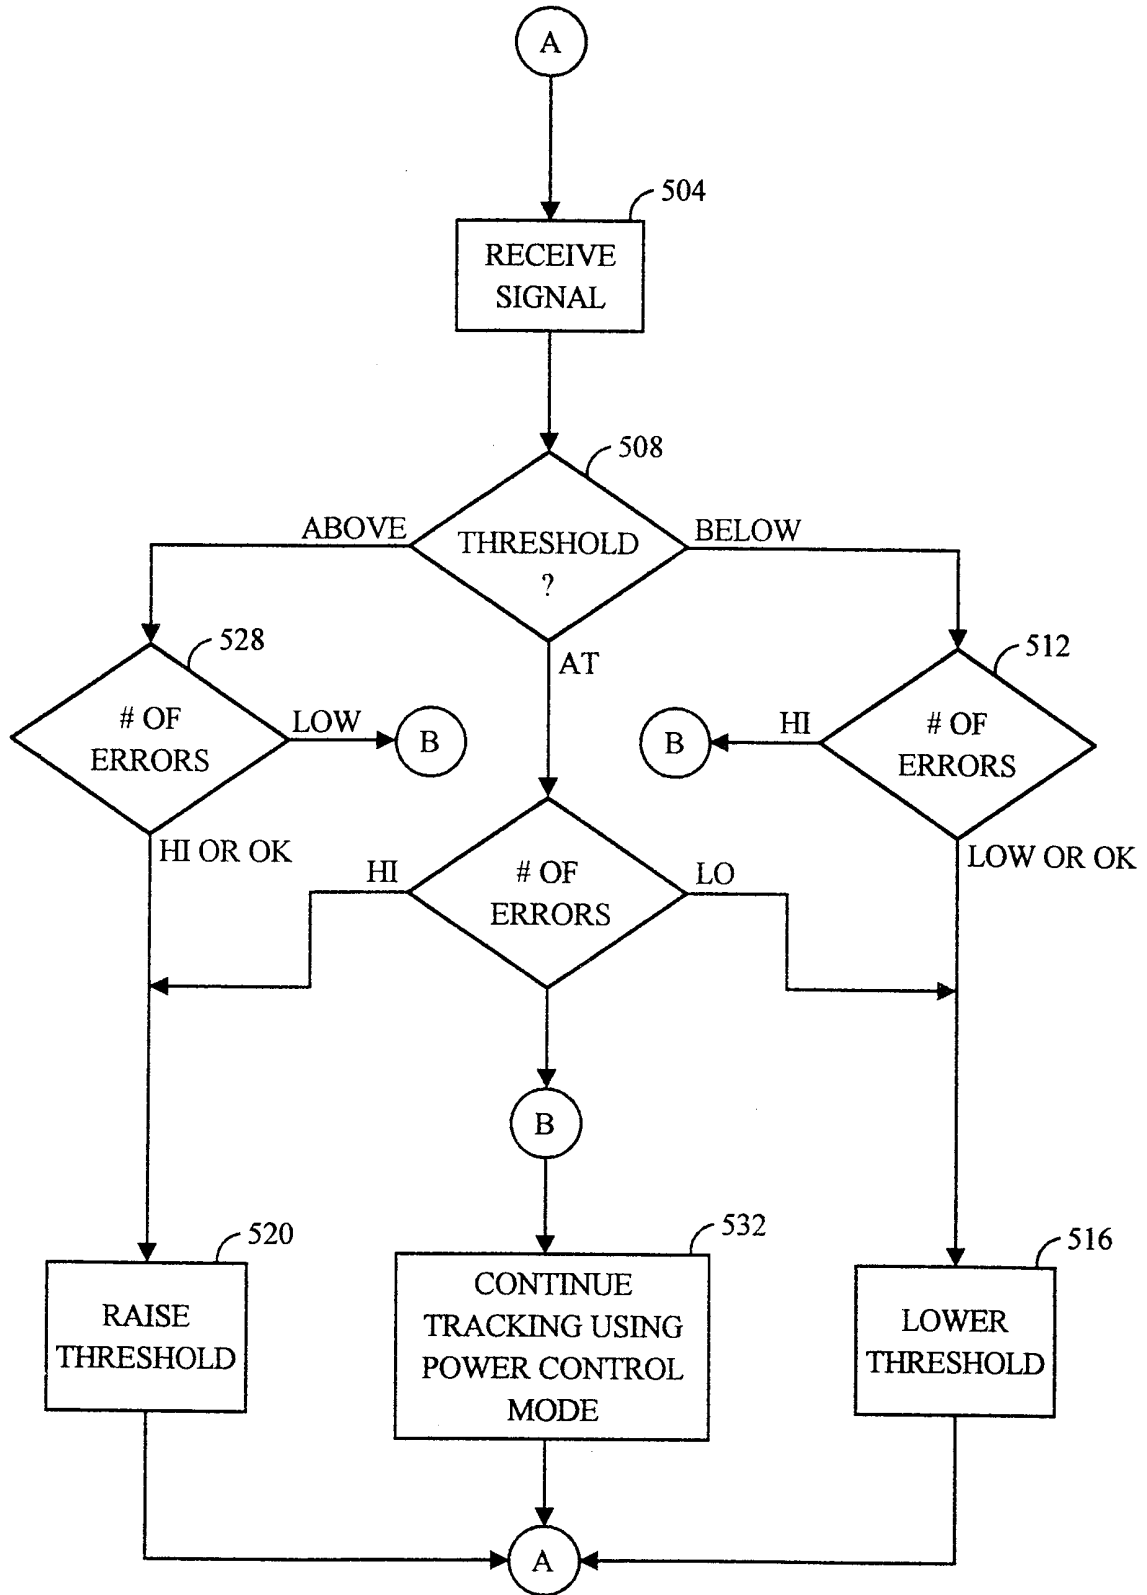 A
504
RECEIVE
SIGNAL
508
ABOVE
THRESHOLD
?
BELOW
AT
528
# OF
ERRORS
LOW
B
B
HI
512
# OF
ERRORS
HI OR OK
LOW OR OK
HI
# OF
ERRORS
LO
B
520
RAISE
THRESHOLD
532
CONTINUE
TRACKING USING
POWER CONTROL
MODE
516
LOWER
THRESHOLD
A